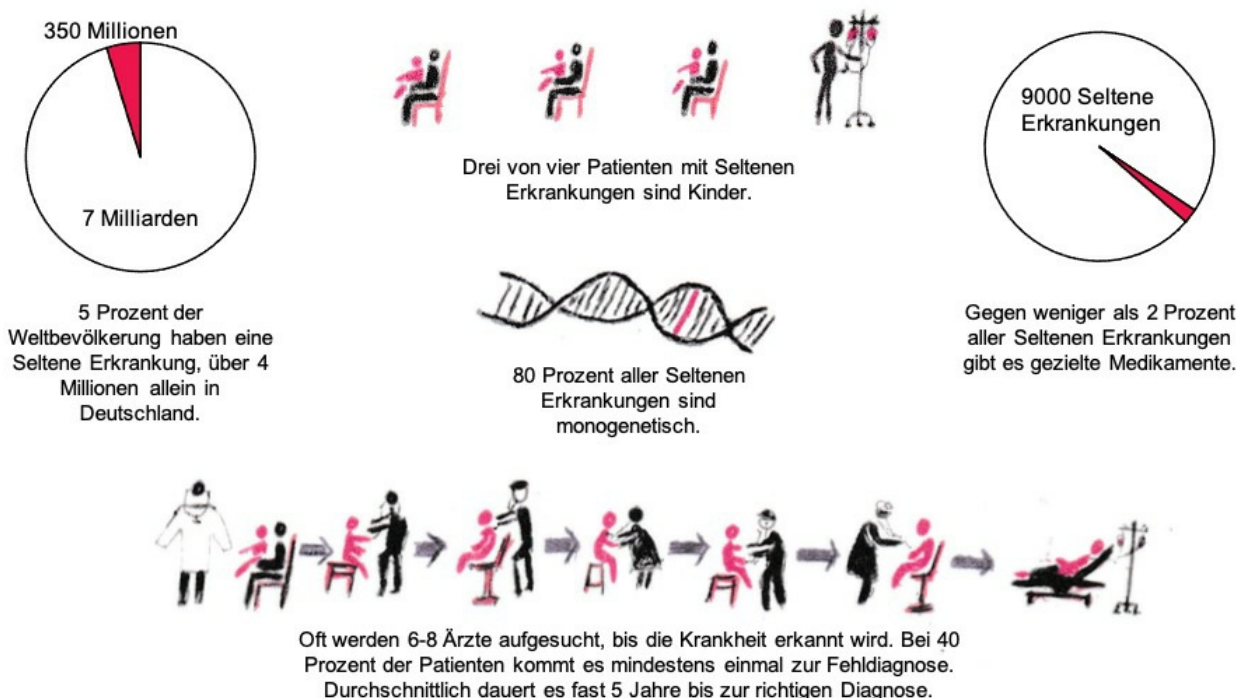 350 Millionen
7 Milliarden
5 Prozent der
Weltbevölkerung haben eine
Seltene Erkrankung, über 4
Millionen allein in
Deutschland.
Drei von vier Patienten mit Seltenen
Erkrankungen sind Kinder.
80 Prozent aller Seltenen
Erkrankungen sind
monogenetisch.
9000 Seltene
Erkrankungen
Gegen weniger als 2 Prozent
aller Seltenen Erkrankungen
gibt es gezielte Medikamente.
Oft werden 6-8 Ärzte aufgesucht, bis die Krankheit erkannt wird. Bei 40
Prozent der Patienten kommt es mindestens einmal zur Fehldiagnose.
Durchschnittlich dauert es fast 5 Jahre bis zur richtigen Diagnose.